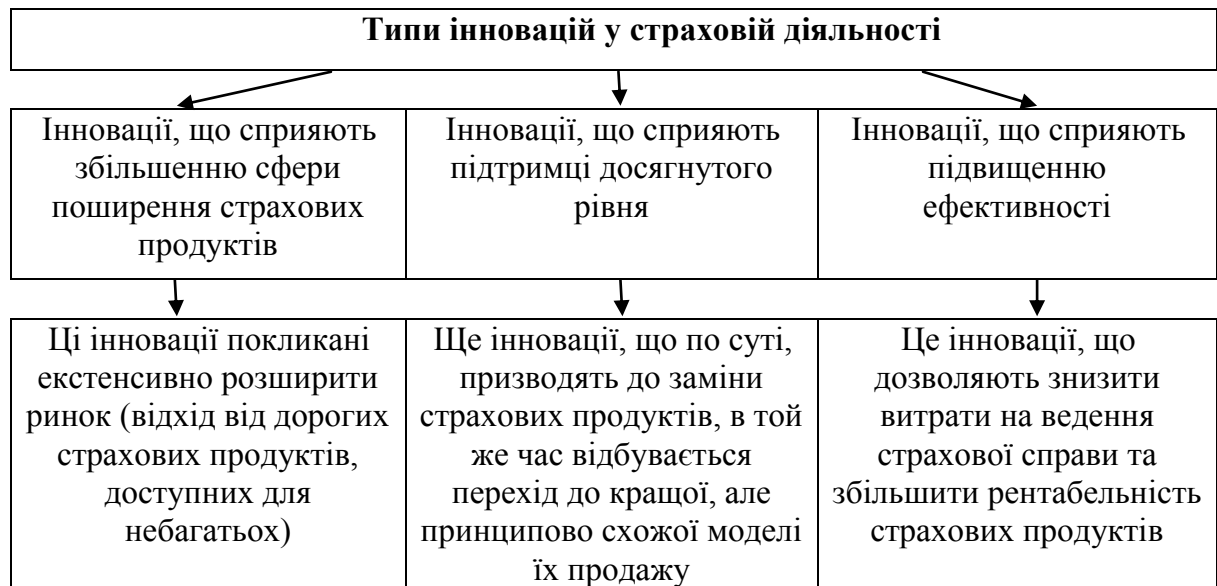 Типи інновацій у страховій діяльності
Інновації, що сприяють
збільшенню сфери
поширення страхових
продуктів
Інновації, що сприяють
підтримці досягнутого
рівня
Інновації, що сприяють
підвищенню
ефективності
Ці інновації покликані
екстенсивно розширити
ринок (відхід від дорогих
страхових продуктів,
доступних для
небагатьох)
Ще інновації, що по суті,
призводять до заміни
страхових продуктів, в той
же час відбувається
перехід до кращої, але
принципово схожої моделі
їх продажу
Це інновації, що
дозволяють знизити
витрати на ведення
страхової справи та
збільшити рентабельність
страхових продуктів